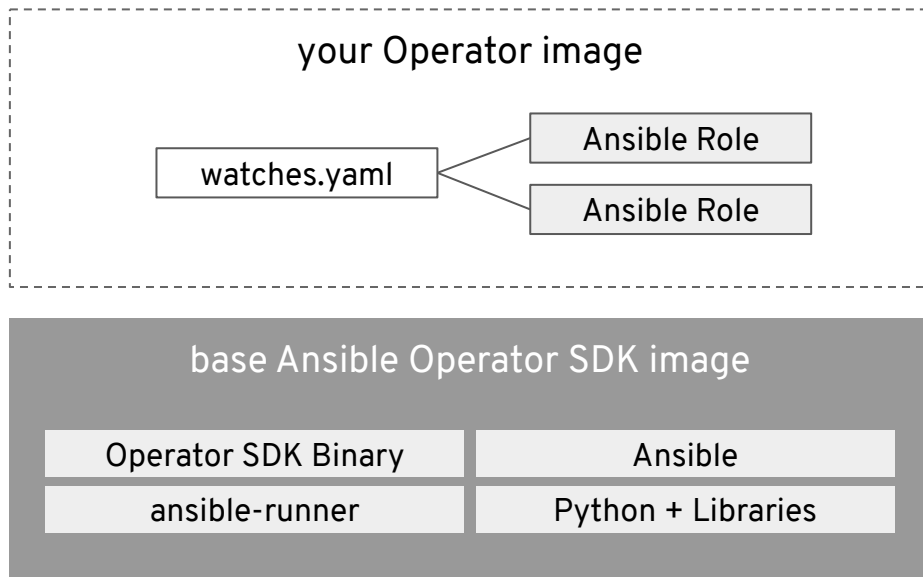 your Operator image
Ansible Role
watches.yaml
Ansible Role
base Ansible Operator SDK image
Operator SDK Binary
Ansible
ansible-runner
Python + Libraries